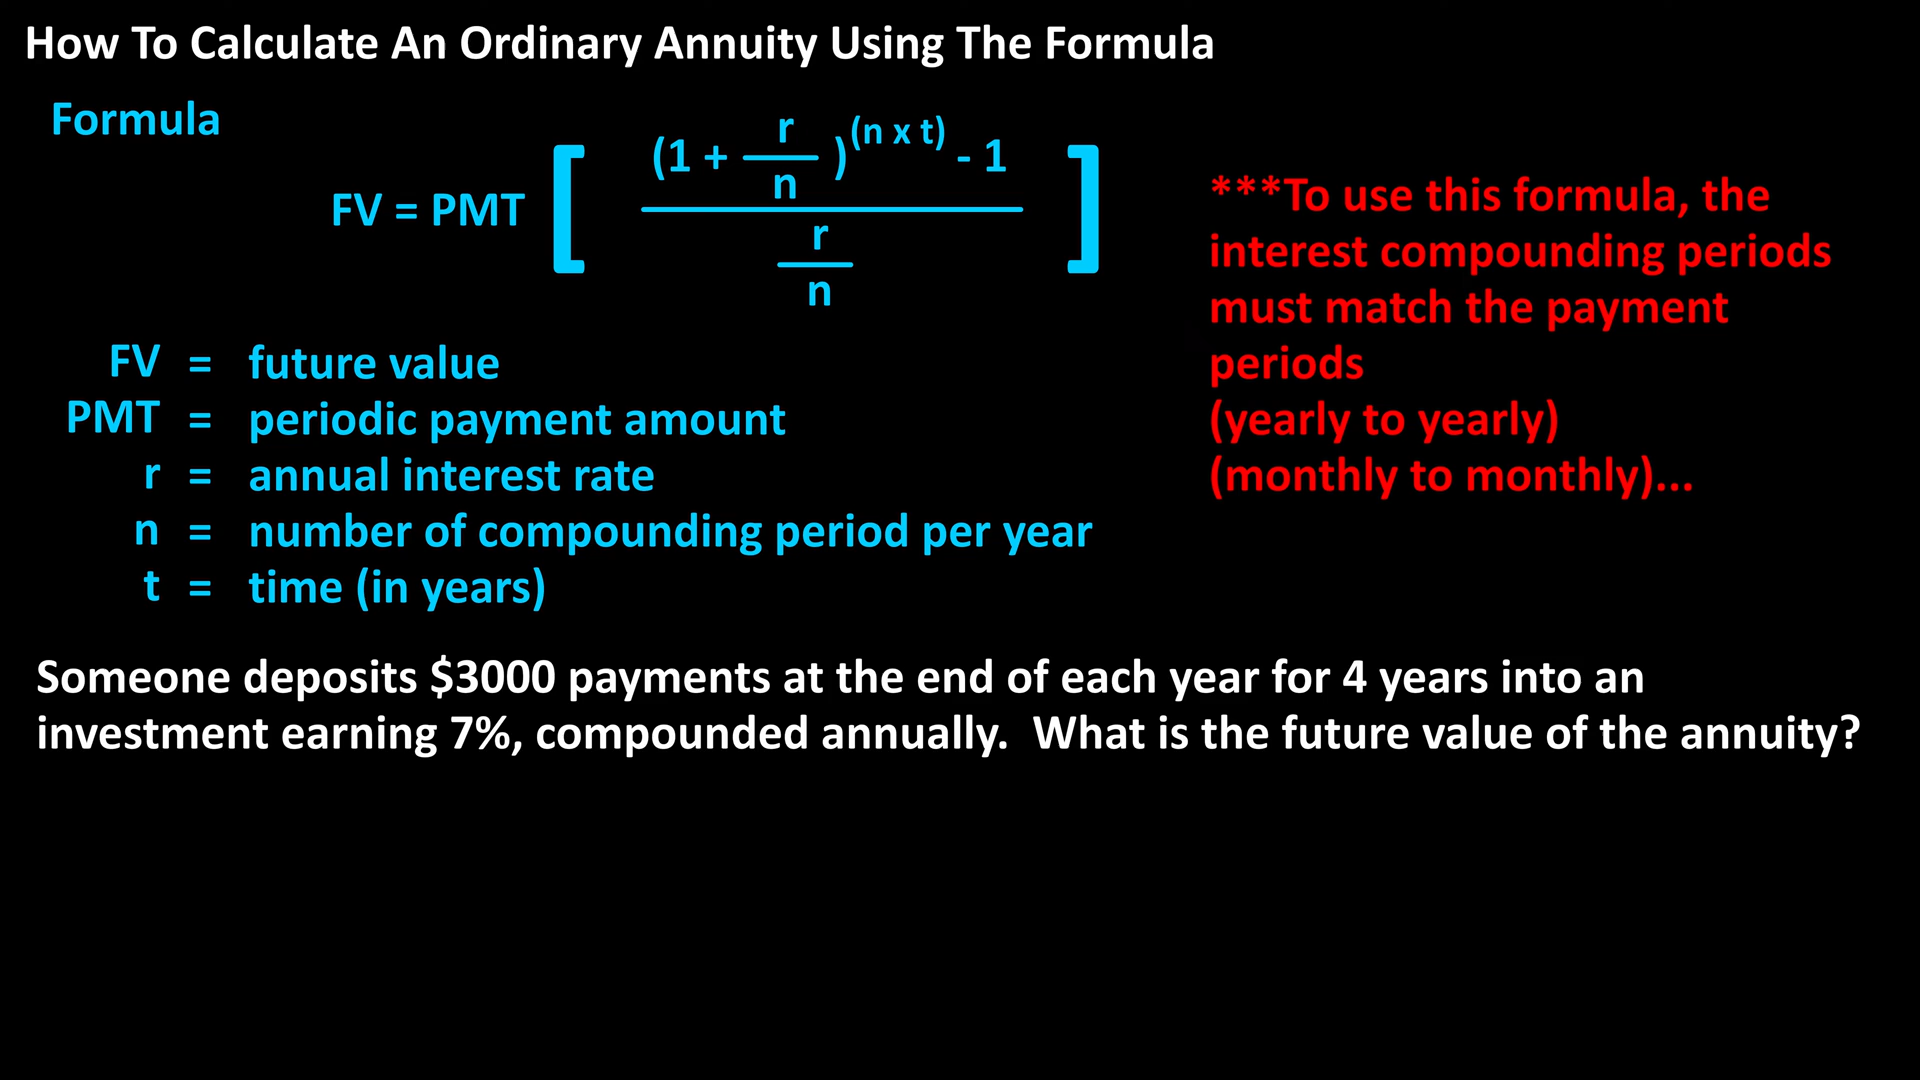 How To Calculate An Ordinary Annuity Using The Formula
Formula
FV = PMT [ (1 + r/n )^(n x t) - 1 / r/n ]
***To use this formula, the
interest compounding periods
must match the payment
periods
(yearly to yearly)
(monthly to monthly)...
FV = future value
PMT = periodic payment amount
r = annual interest rate
n = number of compounding period per year
t = time (in years)
Someone deposits $3000 payments at the end of each year for 4 years into an
investment earning 7%, compounded annually. What is the future value of the annuity?